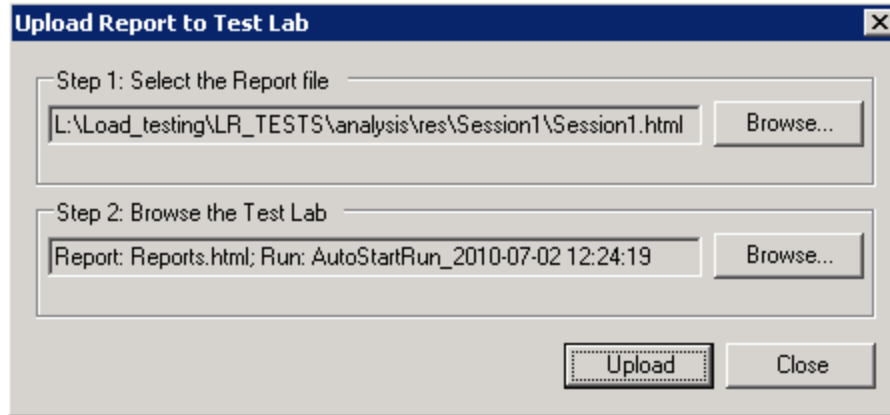 Upload Report to Test Lab
Step 1: Select the Report file
L:\Load_testing\LR_TESTS\analysis\res\Session1\Session1.html
Browse...
Step 2: Browse the Test Lab
Report: Reports.html; Run: AutoStartRun_2010-07-02 12:24:19
Browse...
Upload
Close